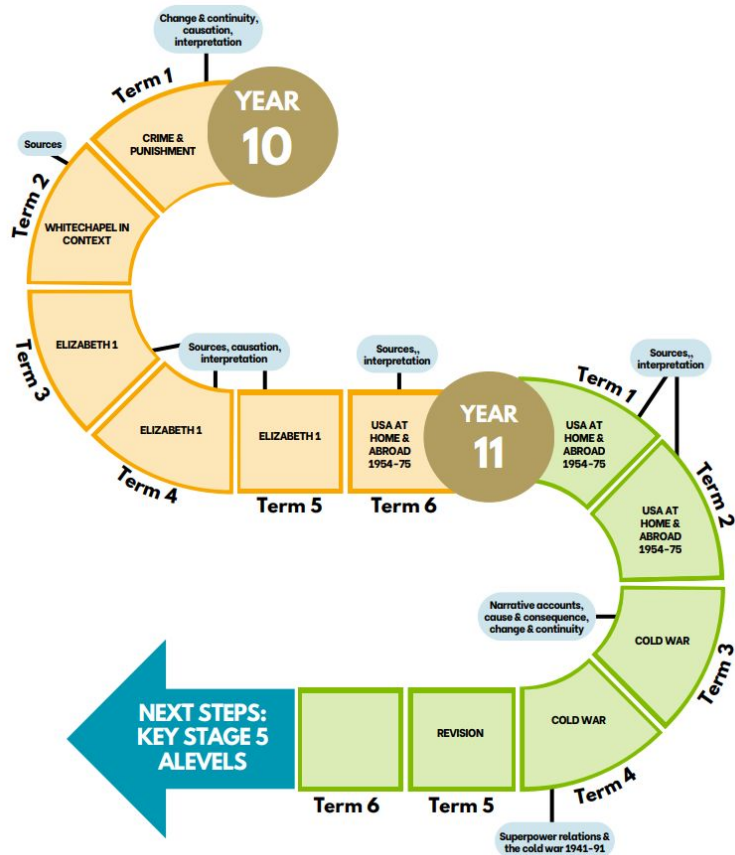 Change & continuity,
causation,
interpretation
Term 1
YEAR
10
CRIME &
PUNISHMENT
Sources
Term 2
WHITECHAPEL IN
CONTEXT
Term 3
ELIZABETH 1
Sources, causation,
interpretation
Term 4
ELIZABETH 1
ELIZABETH 1
Term 5
Sources,,
interpretation
USA AT
HOME &
ABROAD
1954-75
Term 6
YEAR
11
Sources,,
interpretation
Term 1
USA AT
HOME &
ABROAD
1954-75
Term 2
USA AT
HOME &
ABROAD
1954-75
Narrative accounts,
cause & consequence,
change & continuity
COLD WAR
Term 3
COLD WAR
Term 4
Superpower relations &
the cold war 1941-91
REVISION
Term 5
Term 6
NEXT STEPS:
KEY STAGE 5
ALEVELS